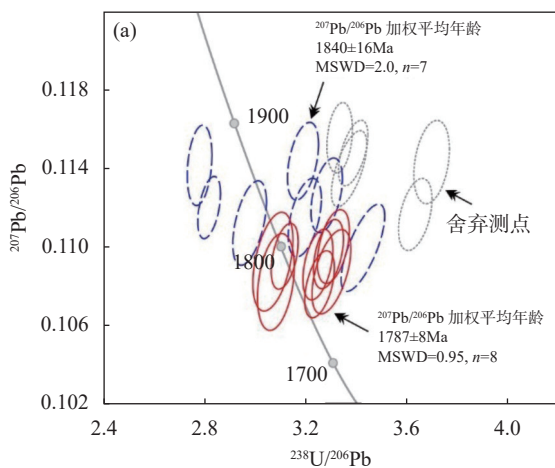 (a)
²⁰⁷Pb/²⁰⁶Pb 加权平均年龄
1840±16Ma
MSWD=2.0, n=7
0.118
1900
0.114
舍弃测点
²⁰⁷Pb/²⁰⁶Pb
0.110
1800
0.106
²⁰⁷Pb/²⁰⁶Pb 加权平均年龄
1787±8Ma
MSWD=0.95, n=8
1700
0.102
2.4 2.8 3.2 3.6 4.0
²³⁸U/²⁰⁶Pb